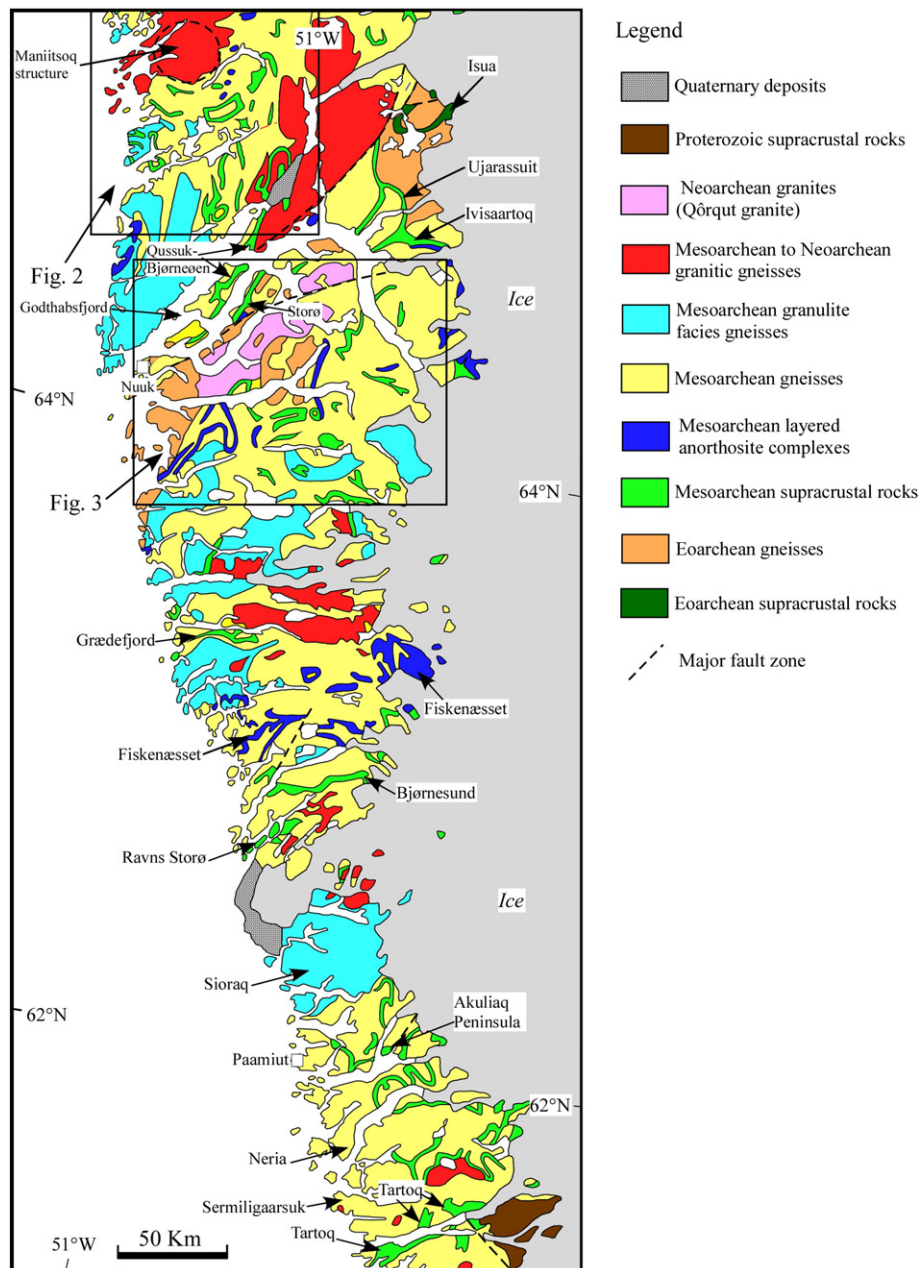 Maniitsoq
structure
51°W
Isua
Ujarassuit
Ivisaartoq
Fig. 2
Qussuk-
Bjørneøen
Godthabsfjord
Storø
Ice
Nuuk
64°N
Fig. 3
64°N
Grædefjord
Fiskenæsset
Fiskenæsset
Bjørnesund
Ravns Storø
Ice
Sioraq
62°N
Akuliaq
Peninsula
Paamiut
62°N
Neria
Sermiligaarsuk
Tartoq
Tartoq
51°W
50 Km
Legend
Quaternary deposits
Proterozoic supracrustal rocks
Neoarchean granites
(Qôrqut granite)
Mesoarchean to Neoarchean
granitic gneisses
Mesoarchean granulite
facies gneisses
Mesoarchean gneisses
Mesoarchean layered
anorthosite complexes
Mesoarchean supracrustal rocks
Eoarchean gneisses
Eoarchean supracrustal rocks
Major fault zone